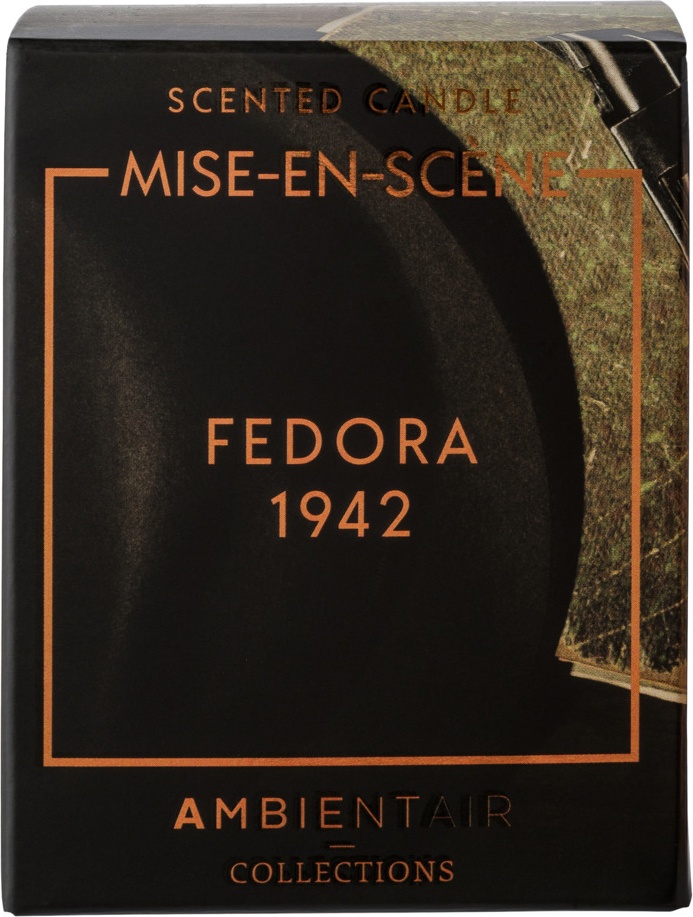 SCENTED CANDLE
MISE-EN-SCÈNE
FEDORA
1942
AMBIENTAIR
COLLECTIONS